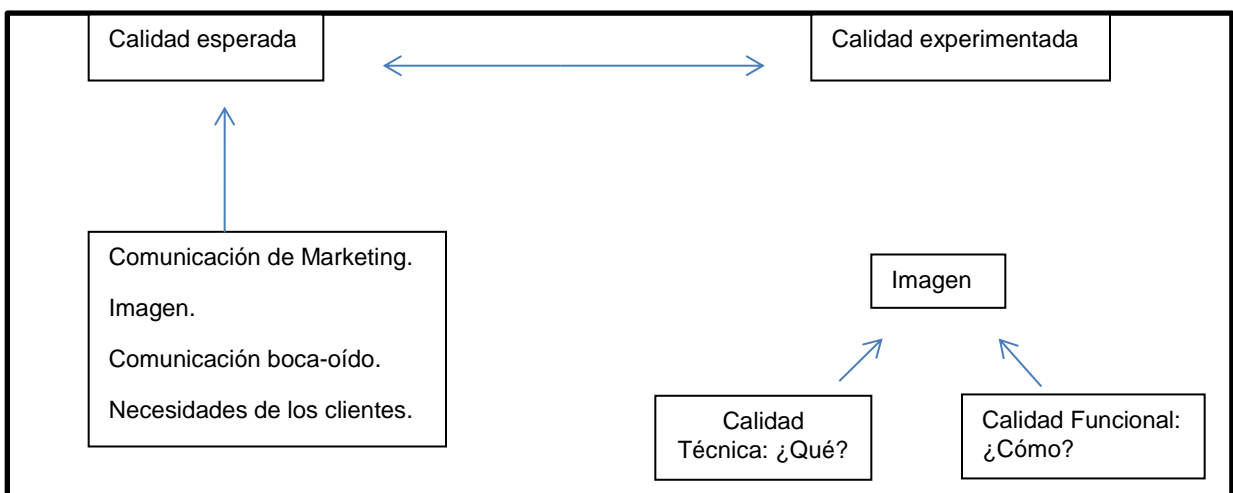 Calidad esperada
Calidad experimentada
Comunicación de Marketing.
Imagen.
Comunicación boca-oído.
Necesidades de los clientes.
Imagen
Calidad
Técnica: ¿Qué?
Calidad Funcional:
¿Cómo?